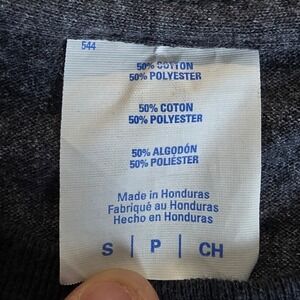 544
50% COTTON
50% POLYESTER
50% COTON
50% POLYESTER
50% ALGODÓN
50% POLIÉSTER
Made in Honduras
Fabriqué au Honduras
Hecho en Honduras
S | P | CH